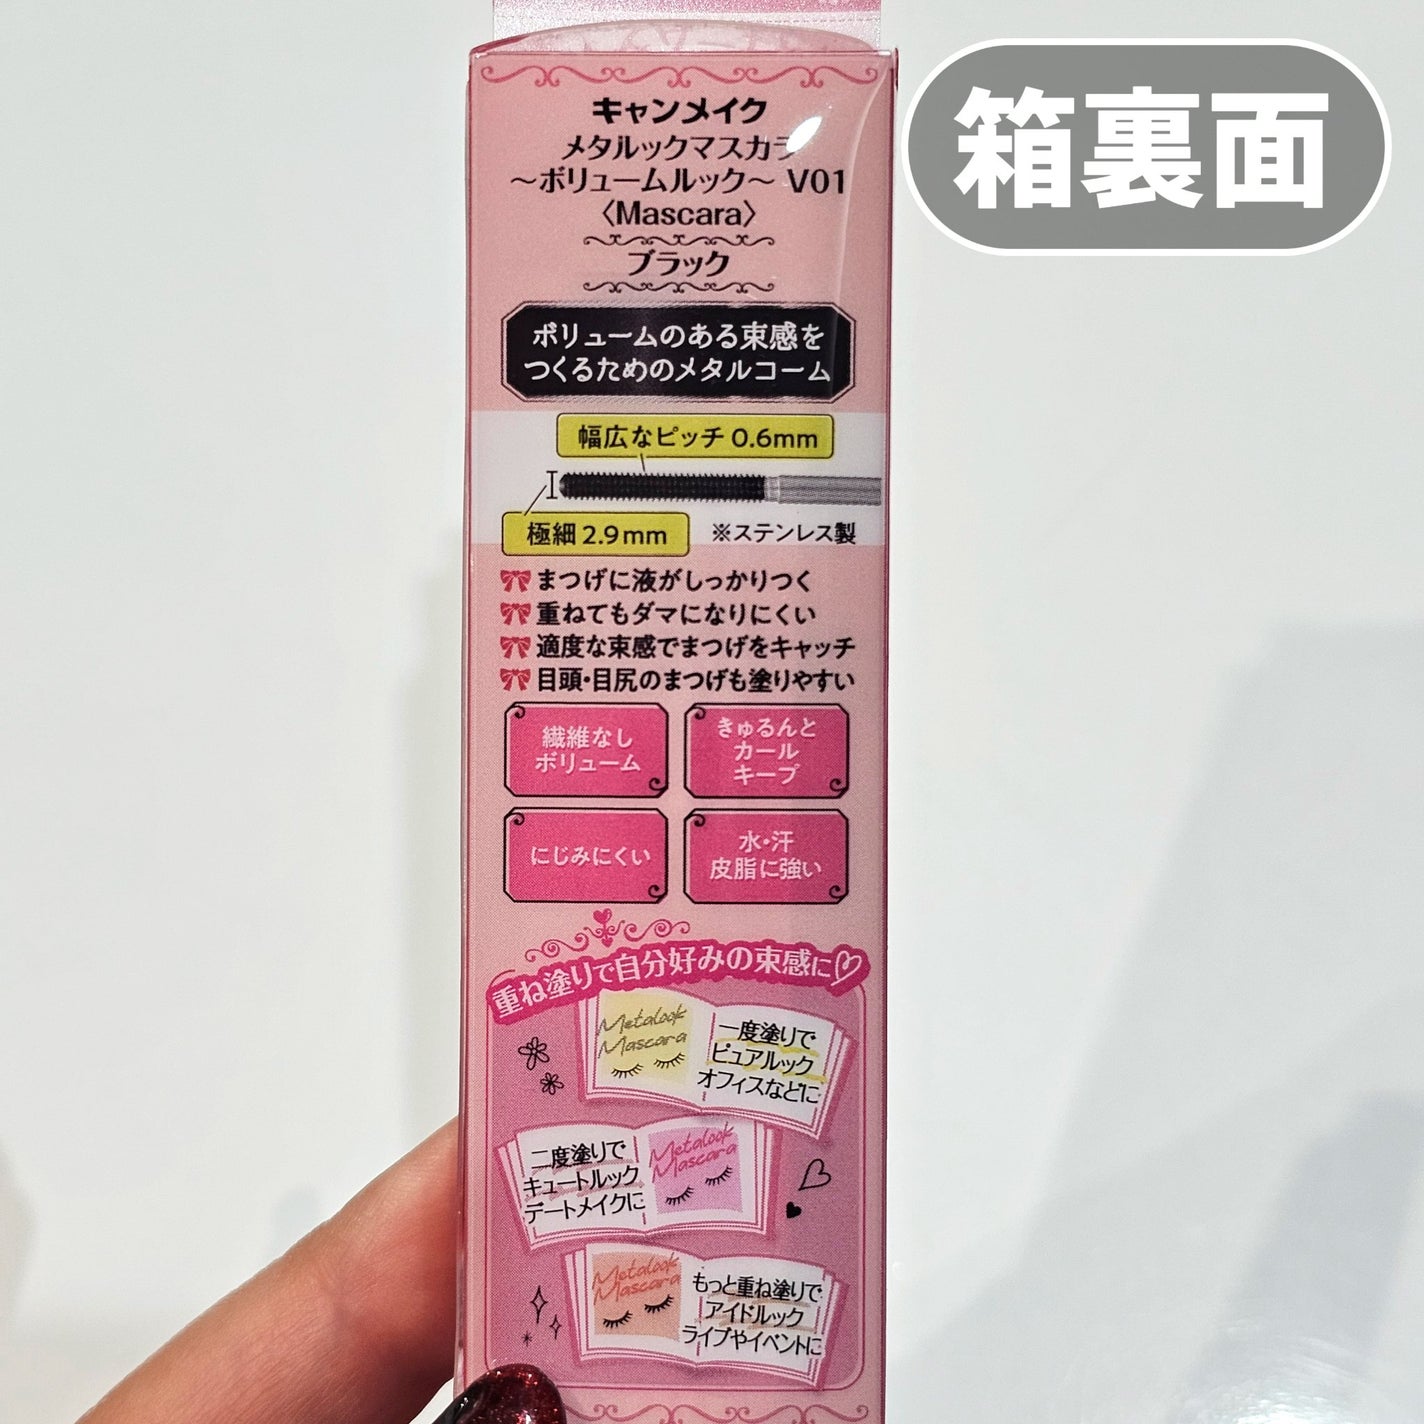 箱裏面
キャンメイク
メタルックマスカラ
～ボリュームルック～ V01
〈Mascara〉
ブラック
ボリュームのある束感を
つくるためのメタルコーム
幅広なピッチ 0.6mm
極細 2.9mm
※ステンレス製
まつげに液がしっかりつく
重ねてもダマになりにくい
適度な束感でまつげをキャッチ
目頭・目尻のまつげも塗りやすい
繊維なし
ボリューム
きゅるんと
カール
キープ
にじみにくい
水・汗
皮脂に強い
重ね塗りで自分好みの束感に
Metalook
Mascara
一度塗りで
ピュアルック
オフィスなどに
二度塗りで
キュートルック
デートメイクに
Metalook
Mascara
Metalook
Mascara
もっと重ね塗りで
アイドルック
ライブやイベントに